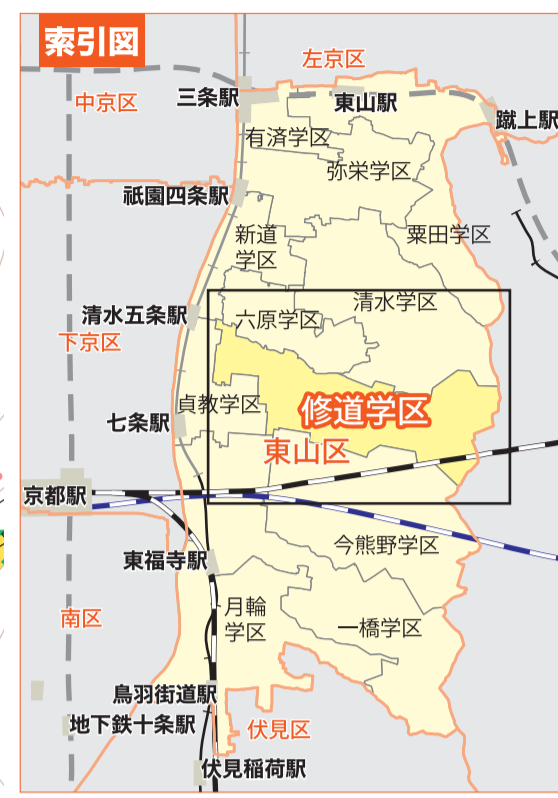 索引図
左京区
中京区
三条駅
東山駅
蹴上駅
有済学区
弥栄学区
祇園四条駅
新道
学区
粟田学区
清水学区
清水五条駅
六原学区
下京区
貞教学区
修道学区
七条駅
東山区
京都駅
今熊野学区
東福寺駅
月輪
学区
南区
一橋学区
鳥羽街道駅
地下鉄十条駅
伏見区
伏見稲荷駅